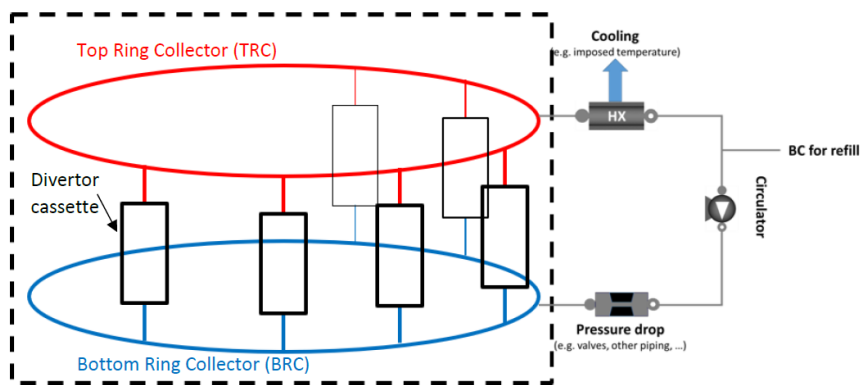 Top Ring Collector (TRC)
Cooling
(e.g. imposed temperature)
HX
BC for refill
Divertor
cassette
Circulator
Pressure drop
(e.g. valves, other piping, ...)
Bottom Ring Collector (BRC)